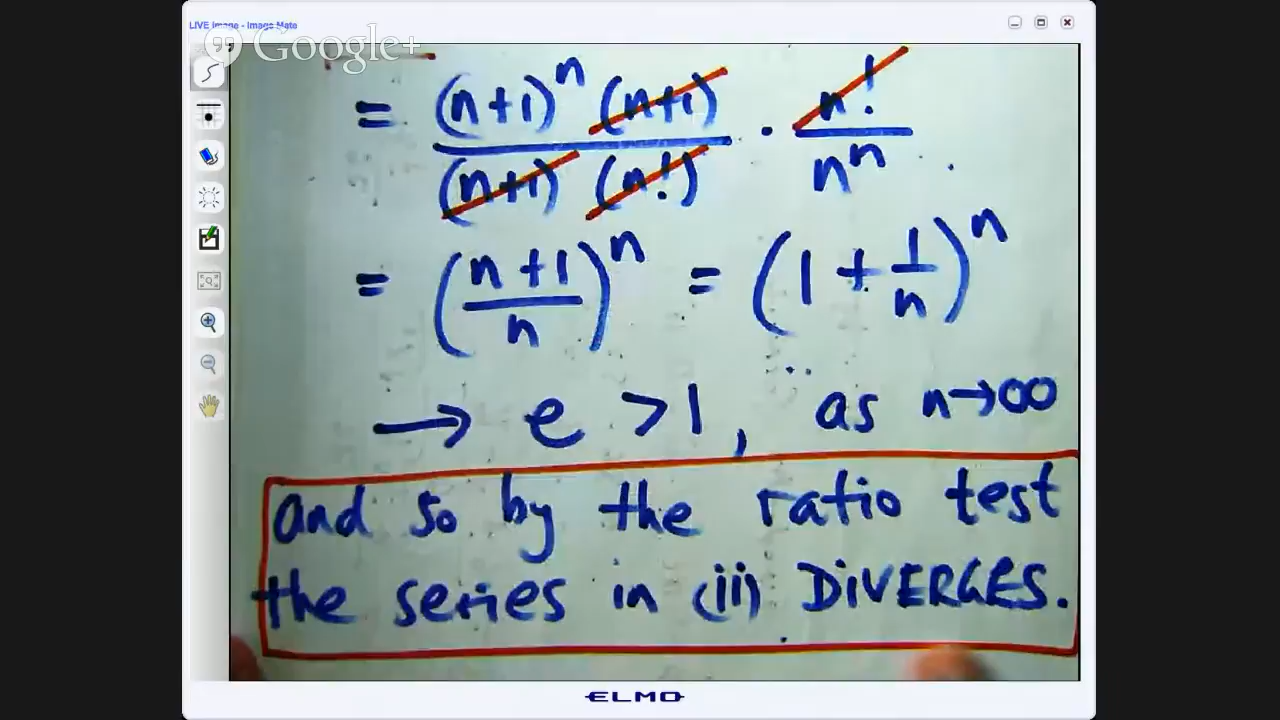 LIVE Image - Image Mate
Google+
= (n+1)^n (n+1) / (n+1) (n!) · n! / n^n
= ((n+1)/n)^n = (1 + 1/n)^n
→ e > 1, as n→∞
and so by the ratio test
the series in (ii) DiVERGES.
ELMO